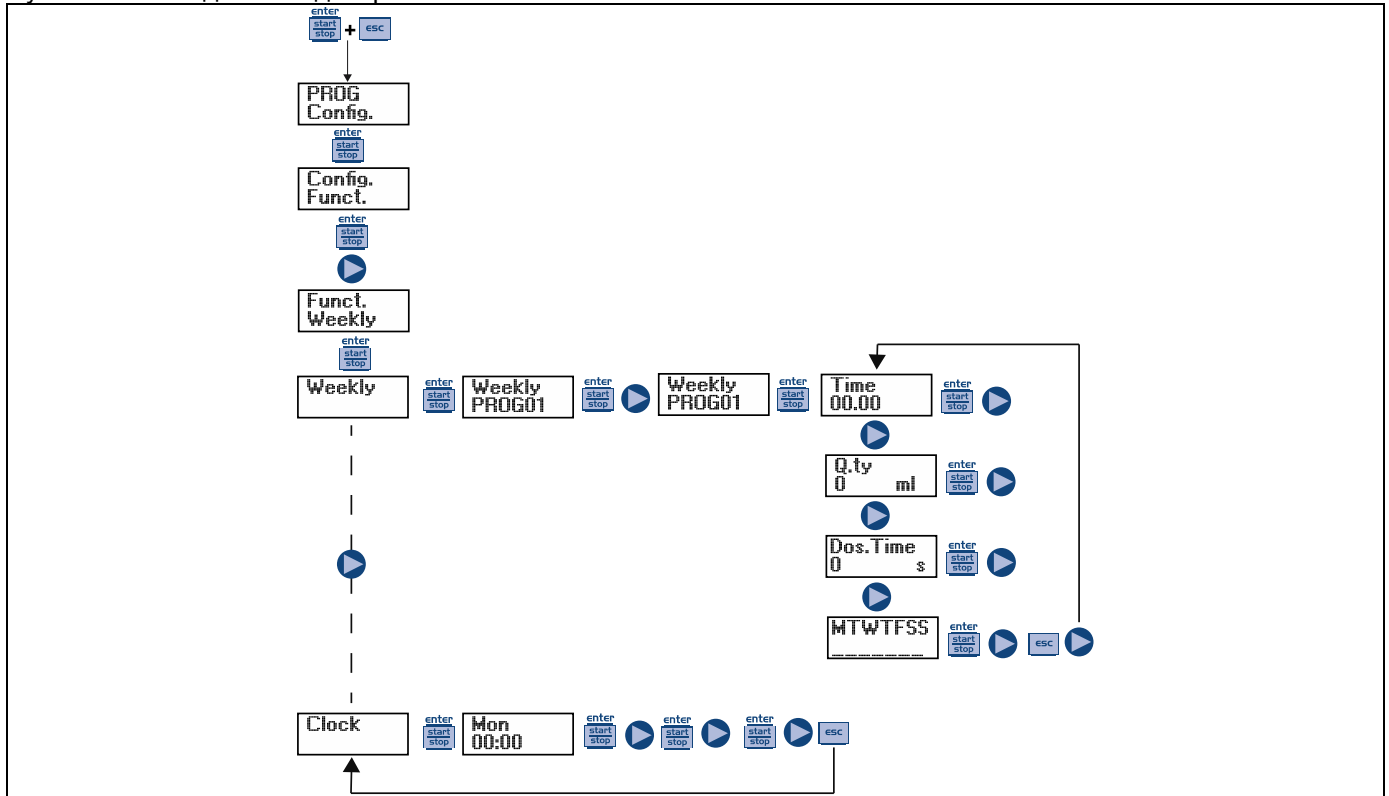 enter
start
stop
+
esc
PROG
Config.
enter
start
stop
Config.
Funct.
enter
start
stop
Funct.
Weekly
enter
start
stop
Weekly
enter
start
stop
Weekly
PROG01
enter
start
stop
Weekly
PROG01
enter
start
stop
Time
00.00
enter
start
stop
Q.ty
0 ml
enter
start
stop
Dos.Time
0 s
enter
start
stop
MTWTFSS
_______
enter
start
stop
esc
Clock
enter
start
stop
Mon
00:00
enter
start
stop
enter
start
stop
enter
start
stop
esc